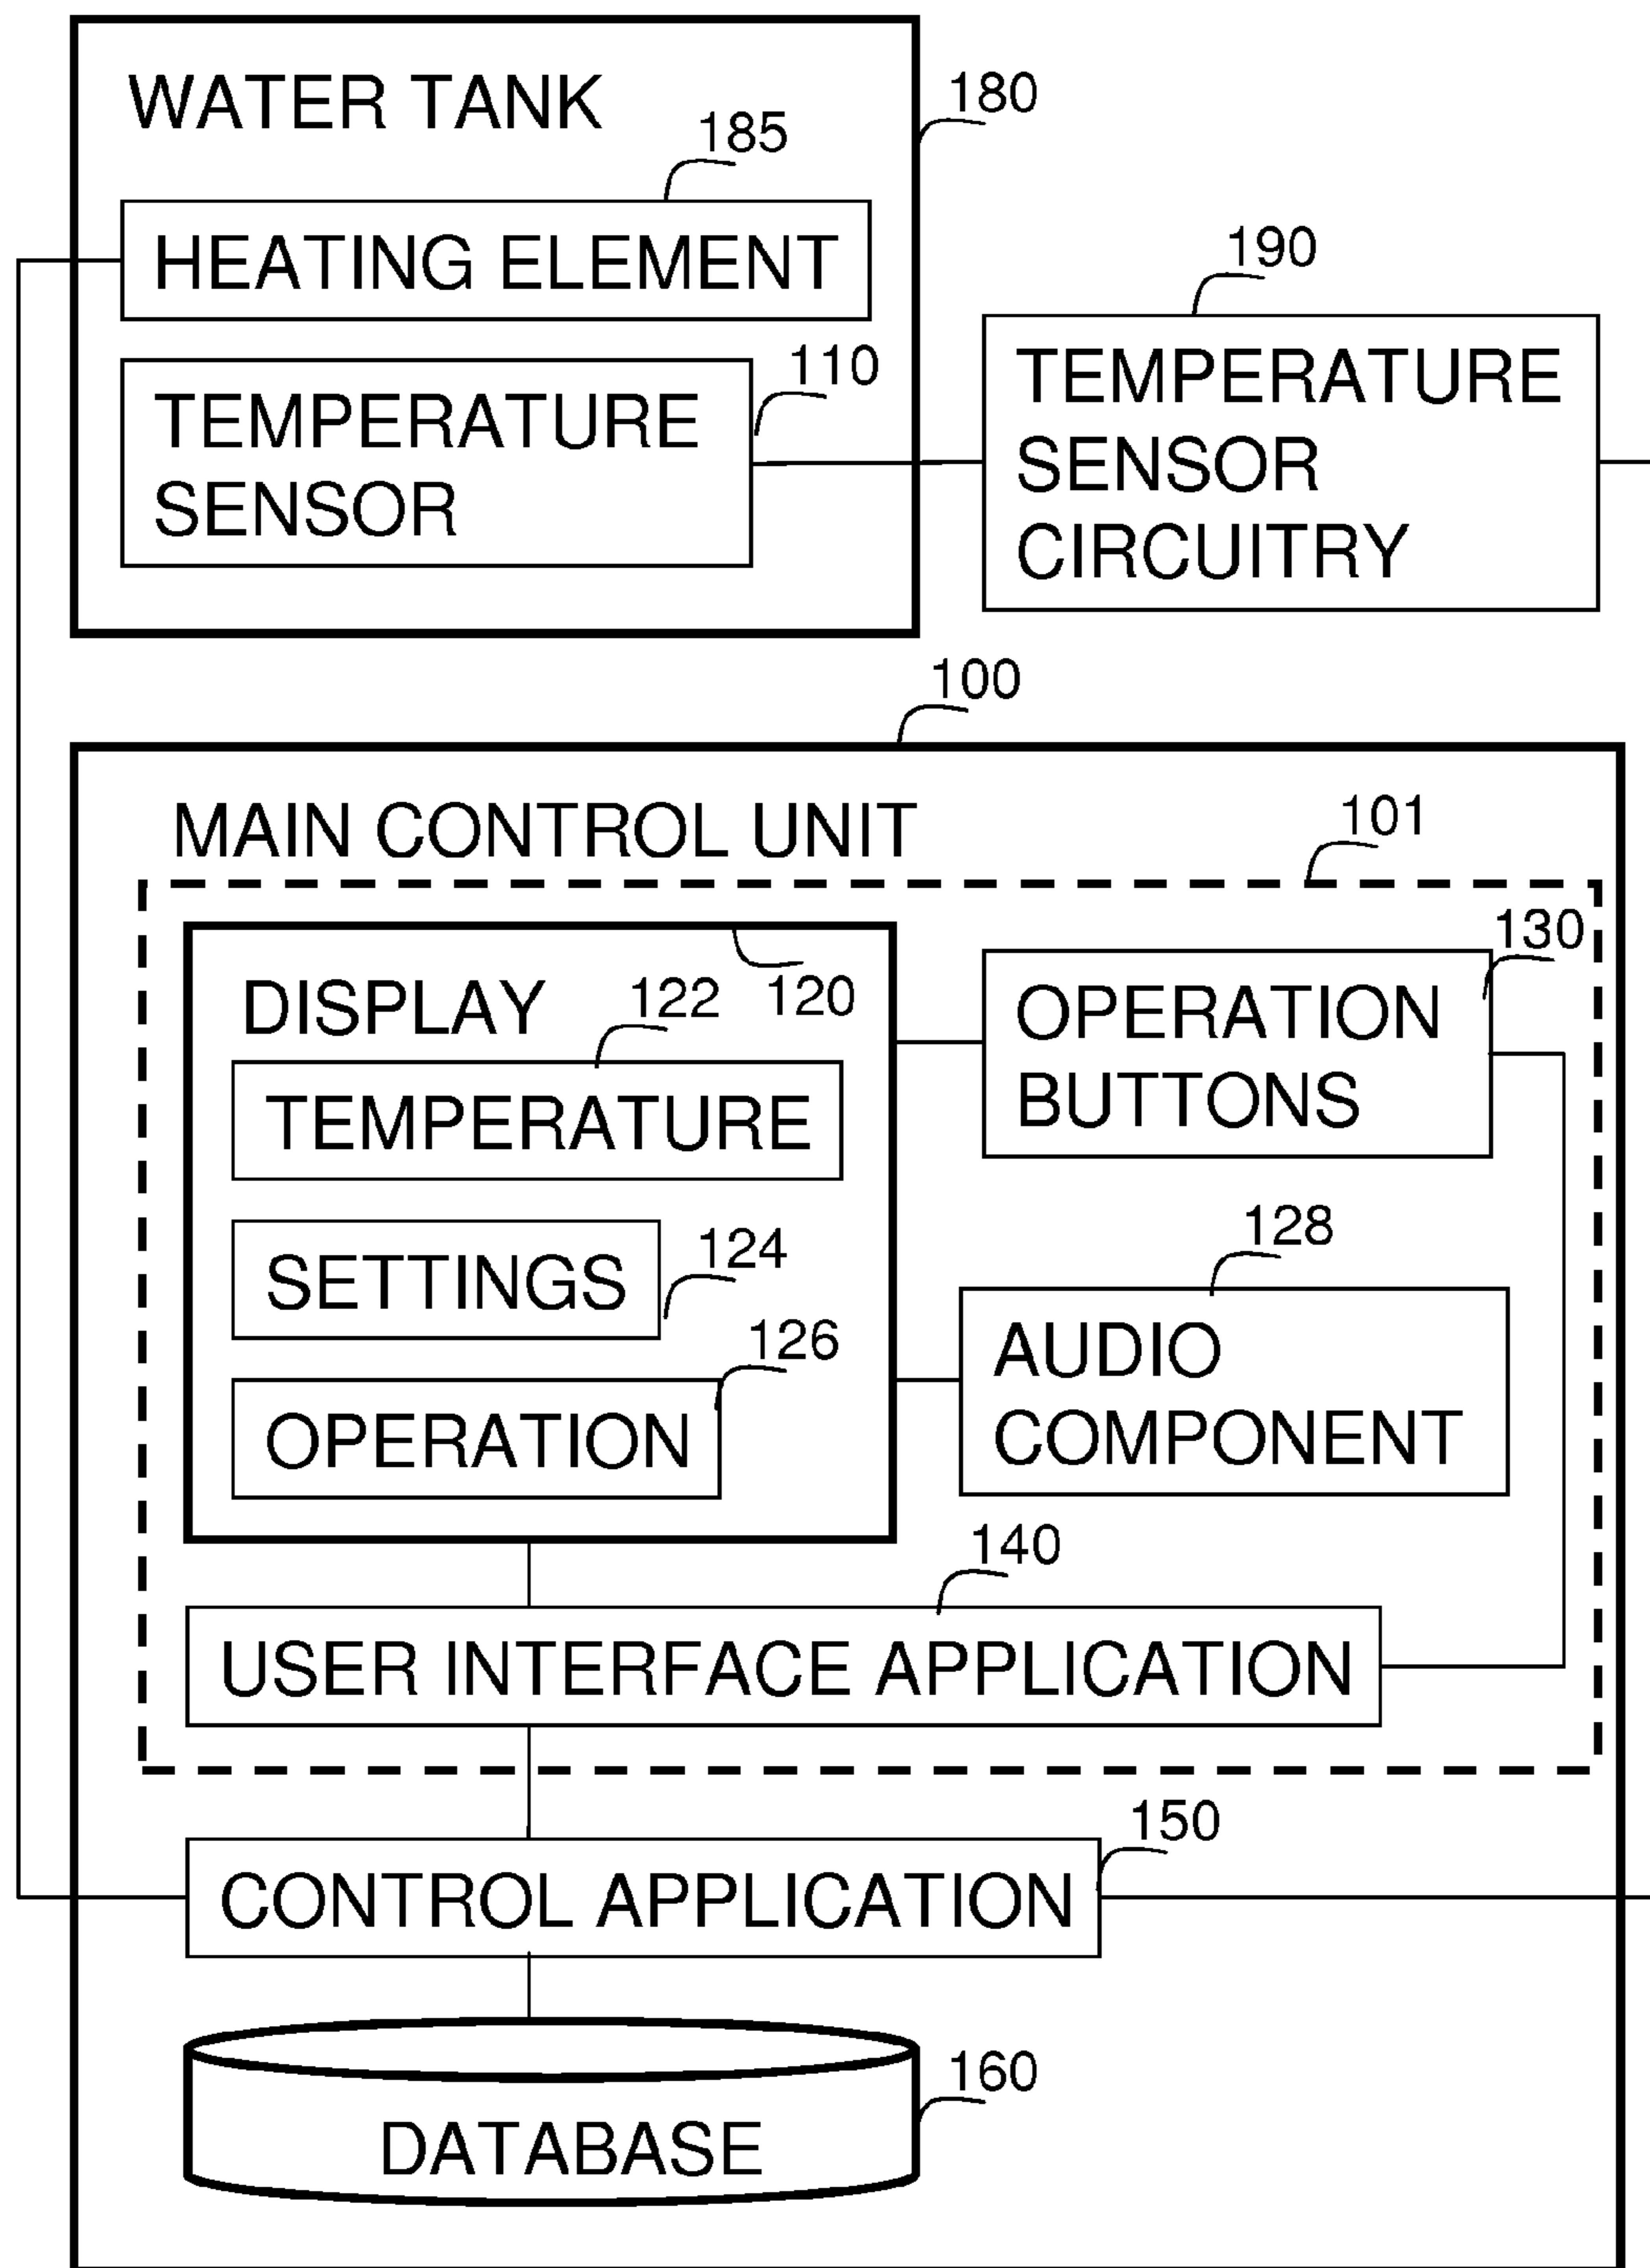 WATER TANK
180
185
HEATING ELEMENT
190
110
TEMPERATURE
SENSOR
TEMPERATURE
SENSOR
CIRCUITRY
100
MAIN CONTROL UNIT
101
130
DISPLAY
122
120
OPERATION
BUTTONS
TEMPERATURE
124
SETTINGS
128
126
OPERATION
AUDIO
COMPONENT
140
USER INTERFACE APPLICATION
150
CONTROL APPLICATION
160
DATABASE